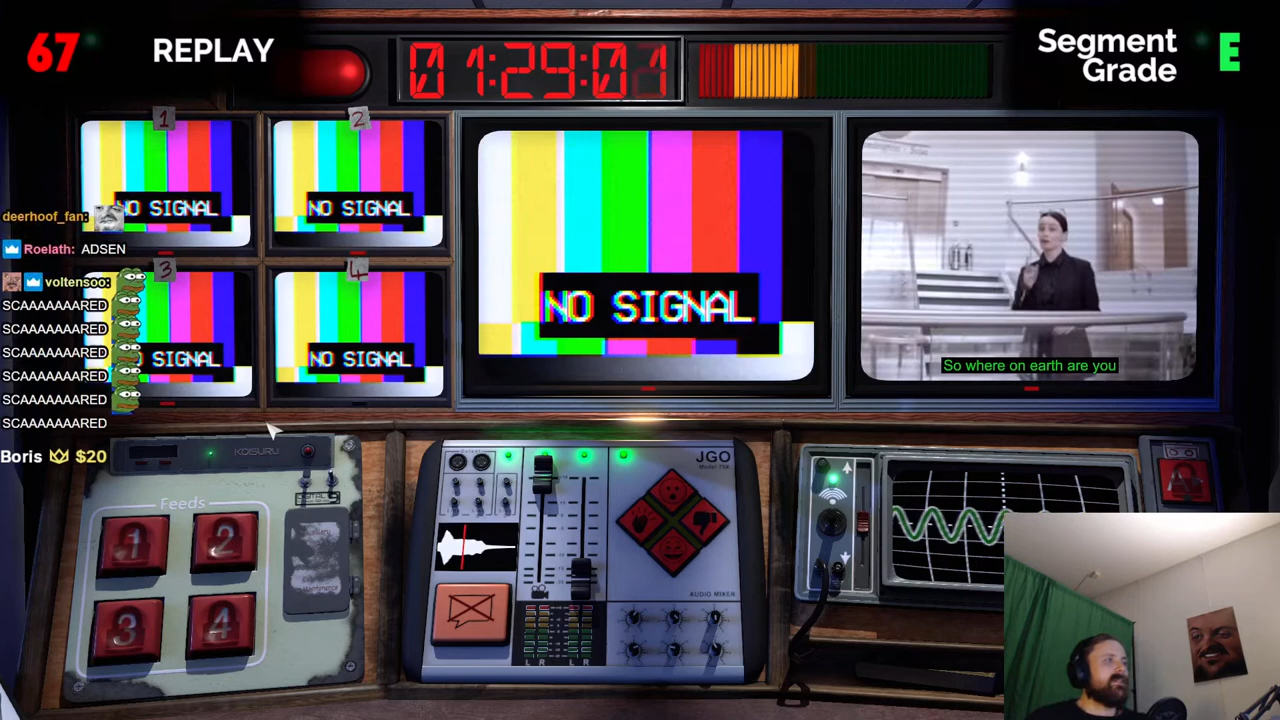 67
REPLAY
01:29:01
Segment
Grade
E
1
2
NO SIGNAL
NO SIGNAL
NO SIGNAL
So where on earth are you
deerhoof_fan:
Roelath: ADSEN
3
4
voltensoo:
SCAAAAAAARED
SCAAAAAAARED
SCAAAAAAARED
SCAAAAAAARED
SCAAAAAAARED
SCAAAAAAARED
NO SIGNAL
NO SIGNAL
Boris $20
KOISURU
Feeds
1
2
3
4
JGO
AUDIO MIXER
L R L R